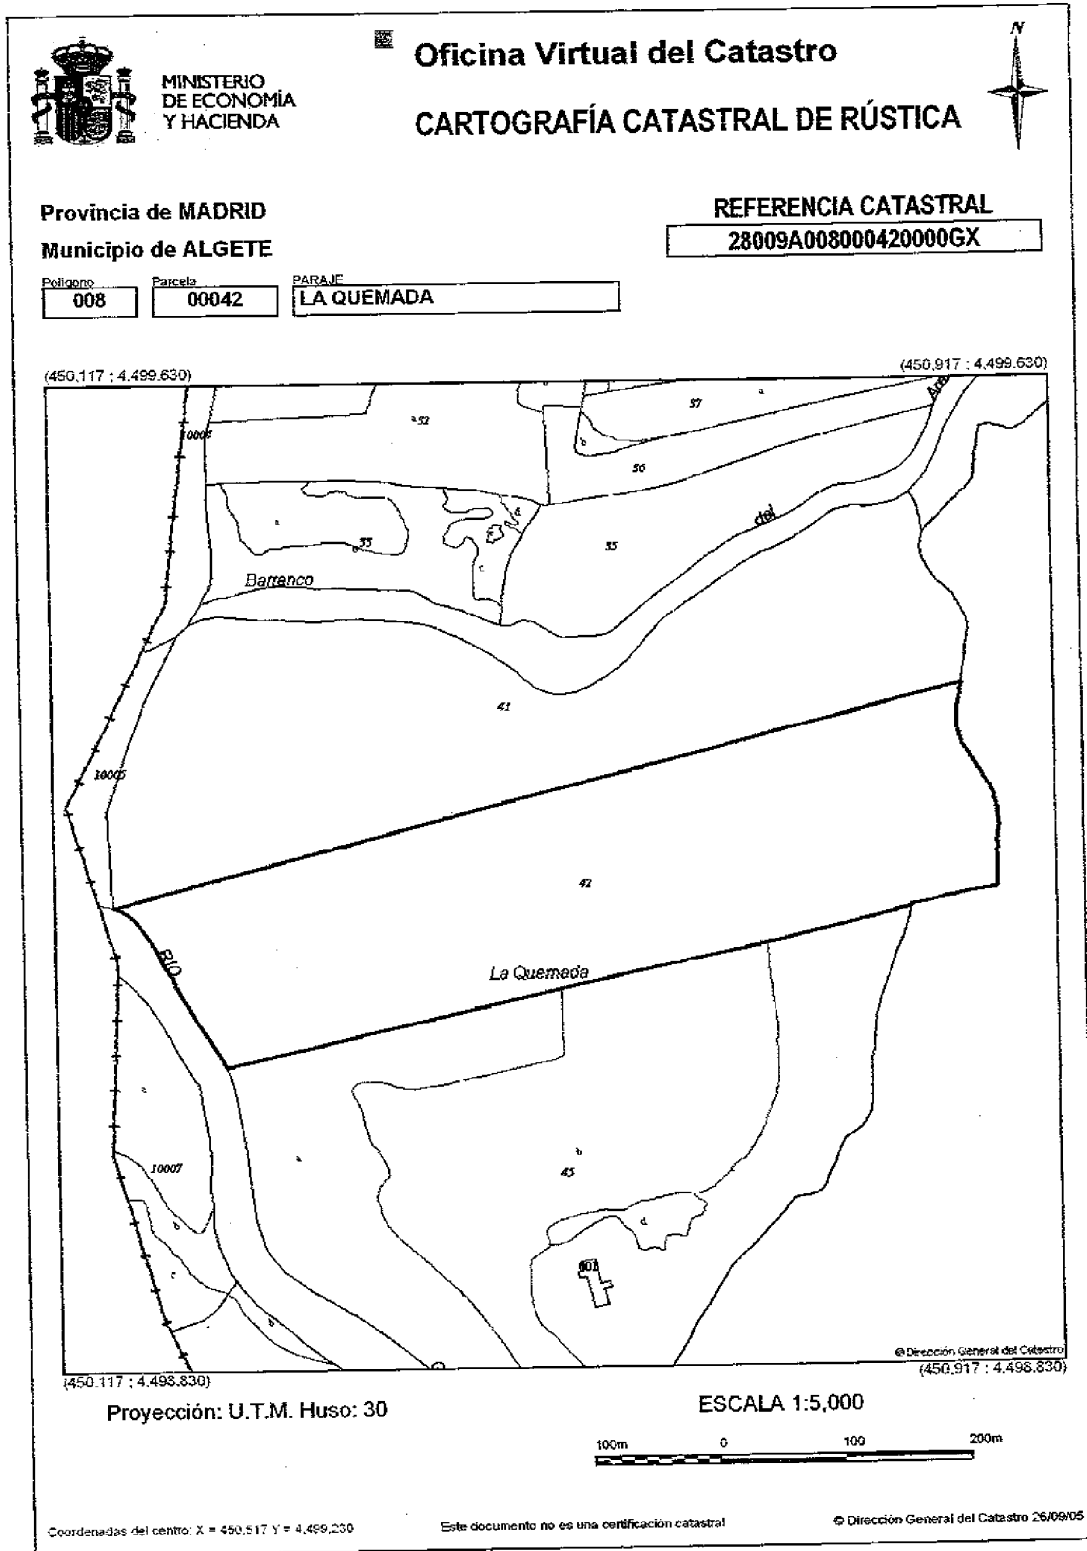 MINISTERIO
DE ECONOMÍA
Y HACIENDA
Oficina Virtual del Catastro
CARTOGRAFÍA CATASTRAL DE RÚSTICA
N
Provincia de MADRID
Municipio de ALGETE
REFERENCIA CATASTRAL
28009A008000420000GX
Polígono
008
Parcela
00042
PARAJE
LA QUEMADA
(450,117 ; 4.499.630)
(450,917 ; 4.499.630)
52
57
a
b
56
d
a
55
c
35
del
Barranco
41
10006
42
RIO
La Quemada
a
10007
b
c
b
a
b
45
d
© Dirección General del Catastro
(450,117 ; 4.498.830)
(450,917 ; 4.498.830)
Proyección: U.T.M. Huso: 30
ESCALA 1:5,000
100m 0 100 200m
Coordenadas del centro: X = 450,517 Y = 4,499,230
Este documento no es una certificación catastral
© Dirección General del Catastro 26/09/05